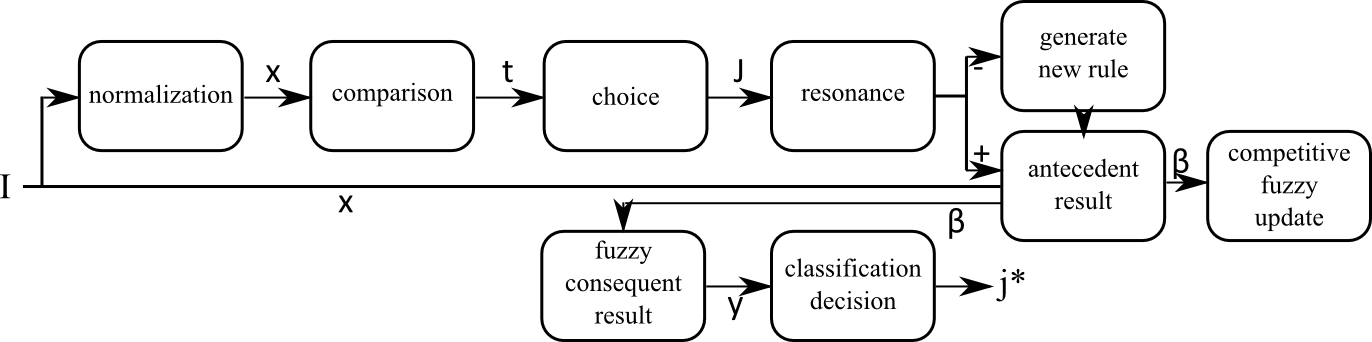 generate
new rule
normalization
x
comparison
t
choice
J
resonance
-
+
antecedent
result
β
competitive
fuzzy
update
I
x
β
fuzzy
consequent
result
y
classification
decision
j*